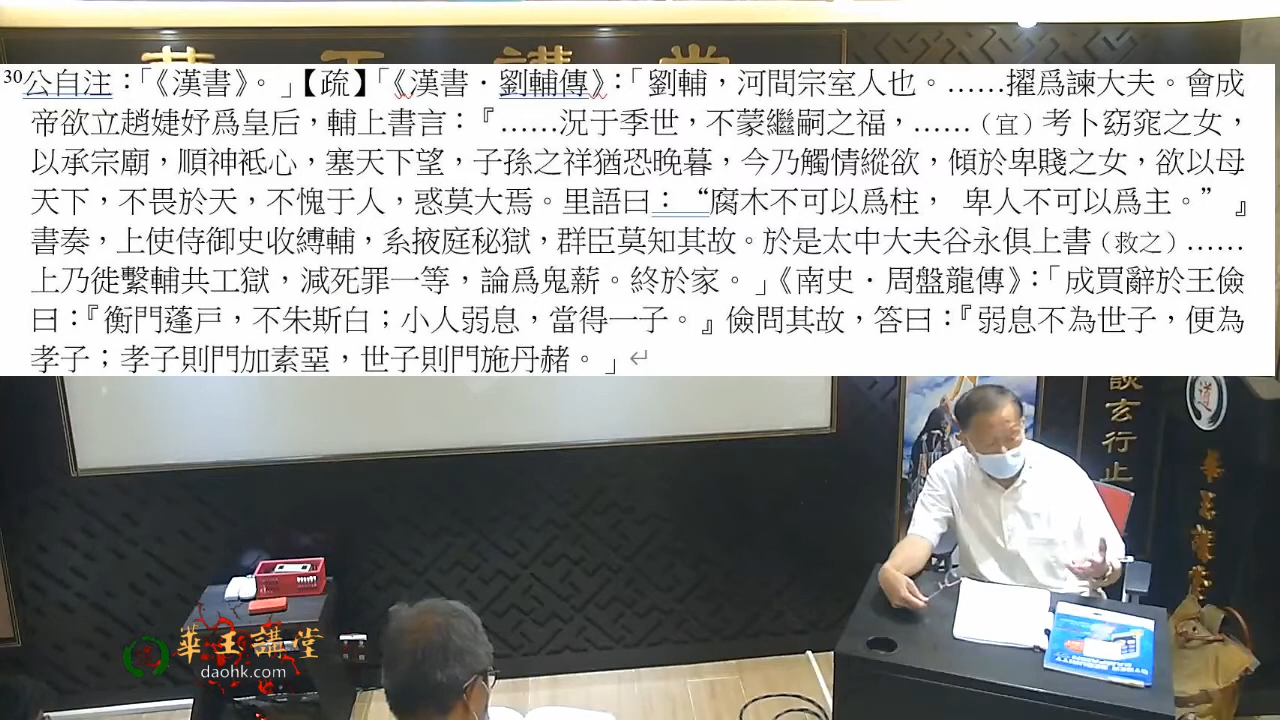 華玉講堂
30公自注：「《漢書》。」【疏】「《漢書．劉輔傳》：「劉輔，河間宗室人也。……擢爲諫大夫。會成
帝欲立趙婕妤爲皇后，輔上書言：『……況于季世，不蒙繼嗣之福，……（宜）考卜窈窕之女，
以承宗廟，順神祇心，塞天下望，子孫之祥猶恐晚暮，今乃觸情縱欲，傾於卑賤之女，欲以母
天下，不畏於天，不愧于人，惑莫大焉。里語曰：“腐木不可以爲柱， 卑人不可以爲主。”』
書奏，上使侍御史收縛輔，系掖庭秘獄，群臣莫知其故。於是太中大夫谷永俱上書（救之）……
上乃徙繫輔共工獄，減死罪一等，論爲鬼薪。終於家。」《南史．周盤龍傳》：「成買辭於王儉
曰：『衡門蓬戶，不朱斯白；小人弱息，當得一子。』儉問其故，答曰：『弱息不為世子，便為
孝子；孝子則門加素堊，世子則門施丹赭。」
談玄行止
道
華玉講堂
華玉講堂
daohk.com